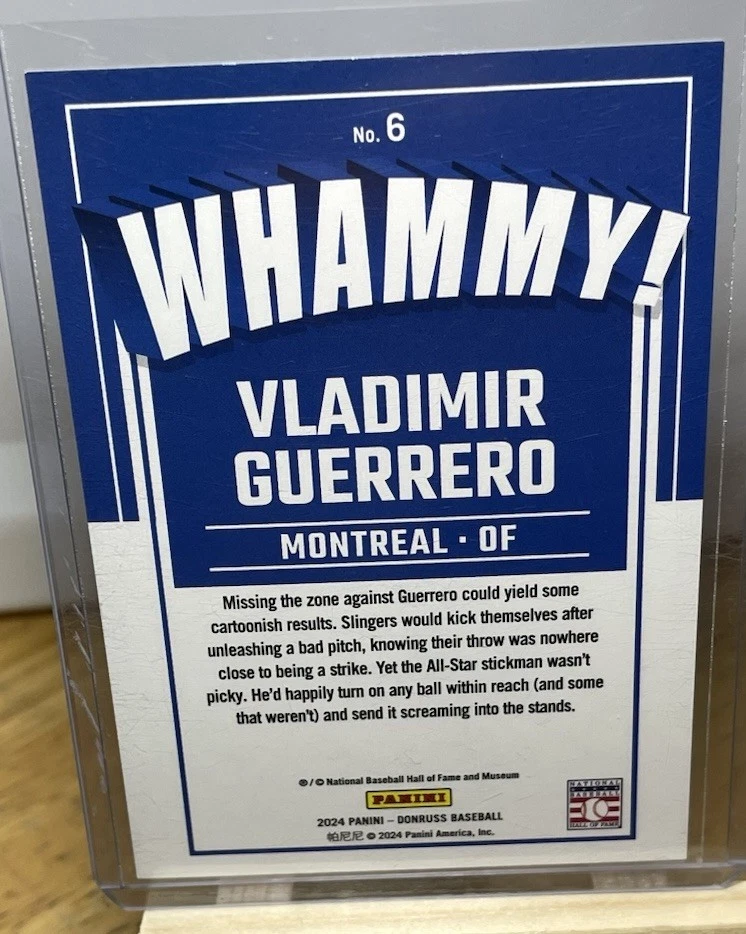 No. 6
WHAMMY!
VLADIMIR
GUERRERO
MONTREAL · OF
Missing the zone against Guerrero could yield some
cartoonish results. Slingers would kick themselves after
unleashing a bad pitch, knowing their throw was nowhere
close to being a strike. Yet the All-Star stickman wasn't
picky. He'd happily turn on any ball within reach (and some
that weren't) and send it screaming into the stands.
®/© National Baseball Hall of Fame and Museum
PANINI
2024 PANINI – DONRUSS BASEBALL
帕尼尼 © 2024 Panini America, Inc.
NATIONAL
BASEBALL
HALL OF FAME